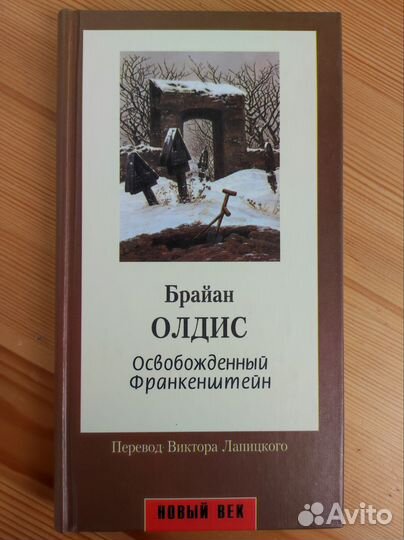 Брайан
ОЛДИС
Освобожденный
Франкенштейн
Перевод Виктора Лапицкого
НОВЫЙ ВЕК
Avito